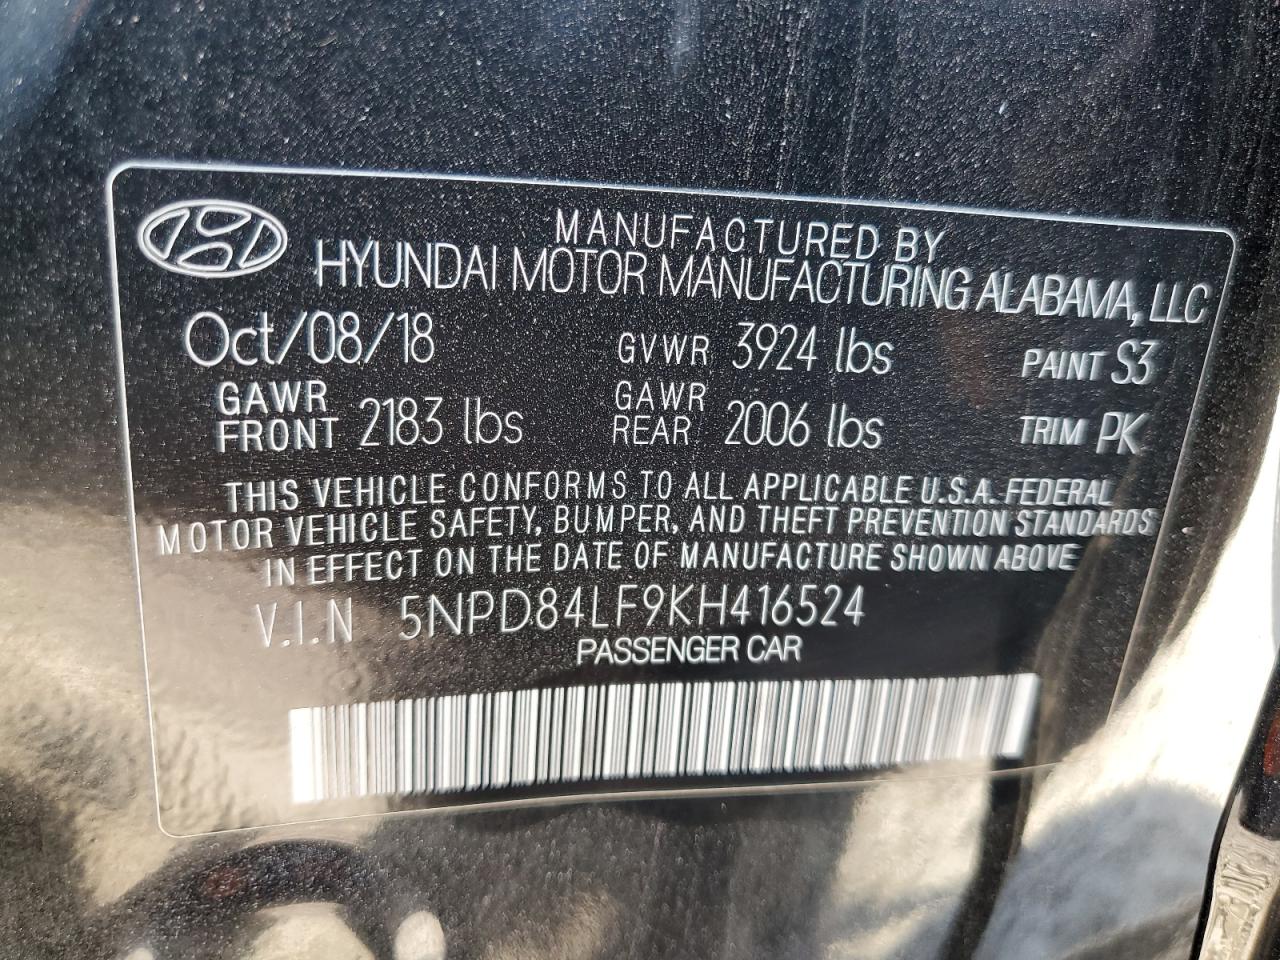 MANUFACTURED BY
HYUNDAI MOTOR MANUFACTURING ALABAMA, LLC
Oct/08/18 GVWR 3924 lbs PAINT S3
GAWR FRONT 2183 lbs GAWR REAR 2006 lbs TRIM PK
THIS VEHICLE CONFORMS TO ALL APPLICABLE U.S.A. FEDERAL
MOTOR VEHICLE SAFETY, BUMPER, AND THEFT PREVENTION STANDARDS
IN EFFECT ON THE DATE OF MANUFACTURE SHOWN ABOVE
V.I.N 5NPD84LF9KH416524
PASSENGER CAR